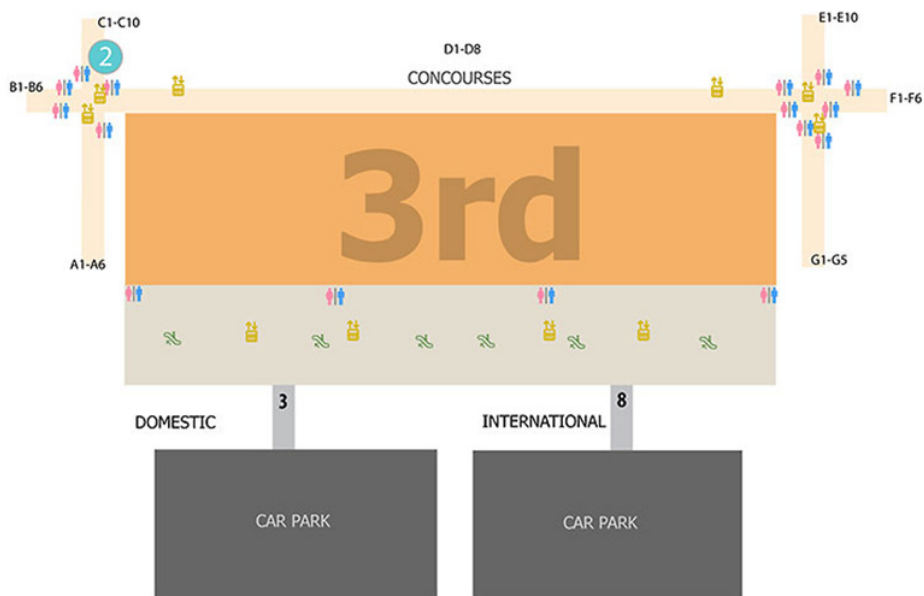 C1-C10
E1-E10
2
D1-D8
B1-B6
CONCOURSES
F1-F6
3rd
A1-A6
G1-G5
3
8
DOMESTIC
INTERNATIONAL
CAR PARK
CAR PARK